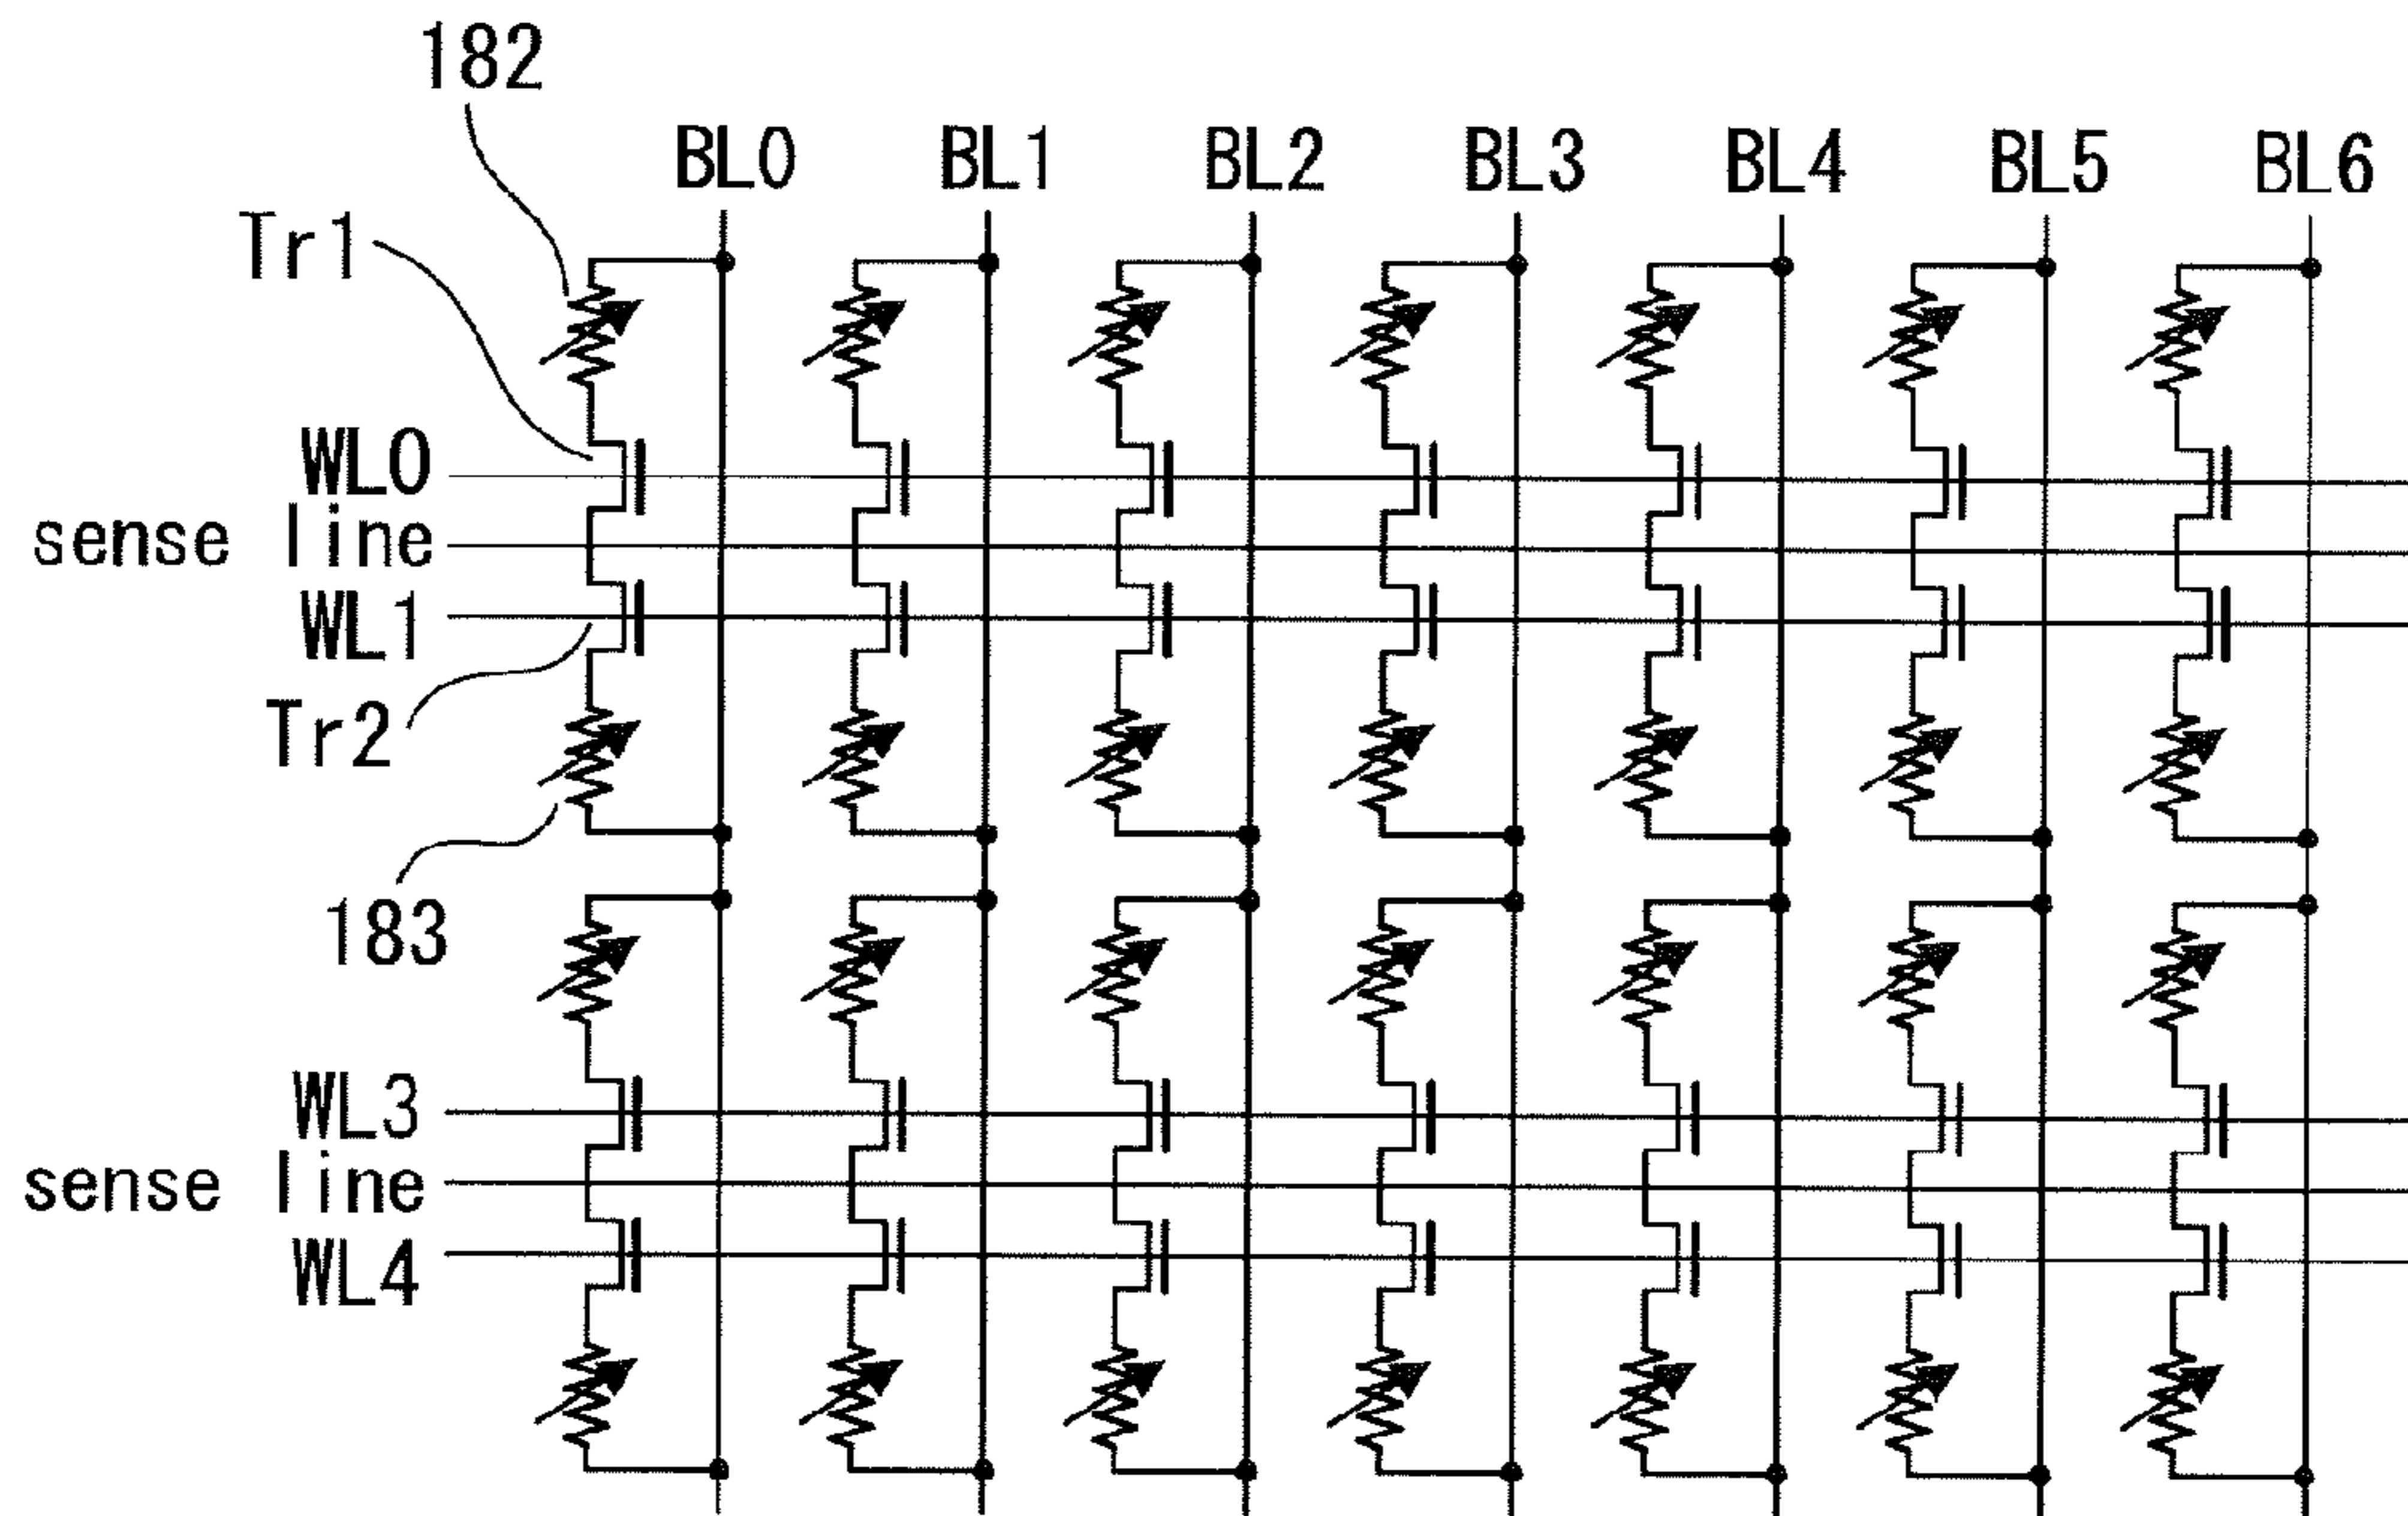 182
BL0 BL1 BL2 BL3 BL4 BL5 BL6
Tr1
WL0
sense line
WL1
Tr2
183
WL3
sense line
WL4